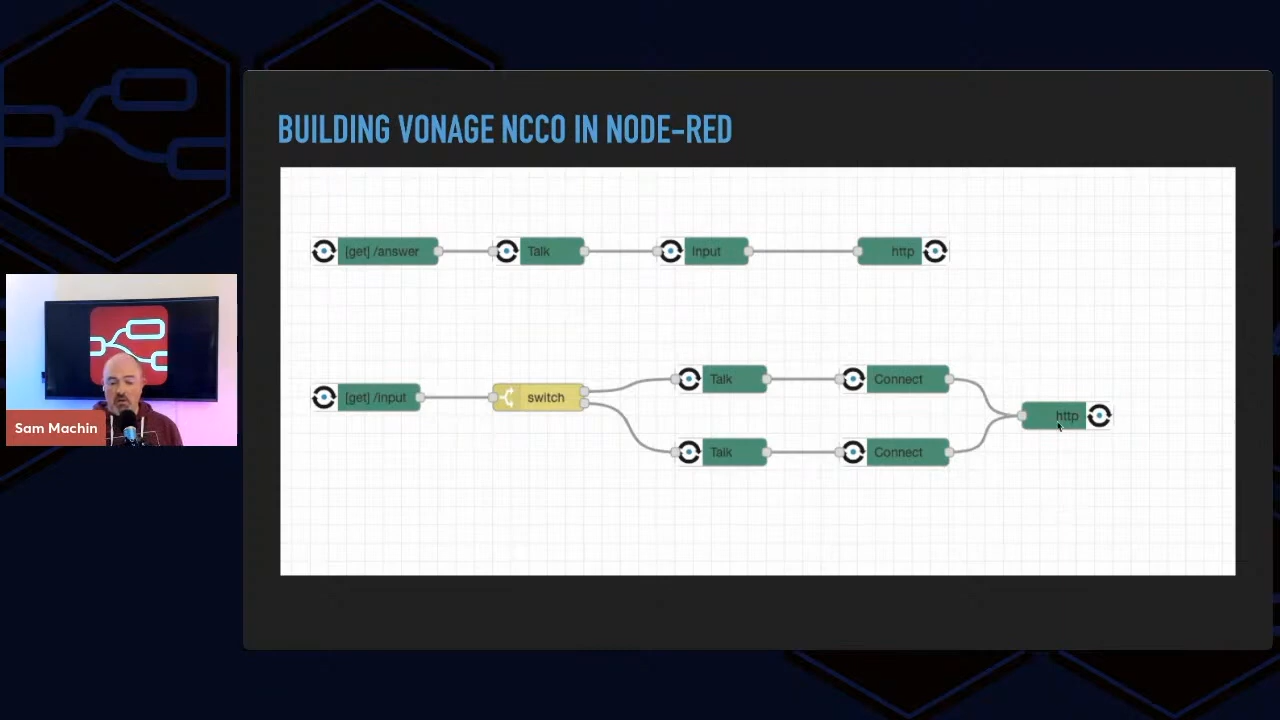 BUILDING VONAGE NCCO IN NODE-RED
[get] /answer
Talk
Input
http
[get] /input
switch
Talk
Connect
http
Talk
Connect
Sam Machin